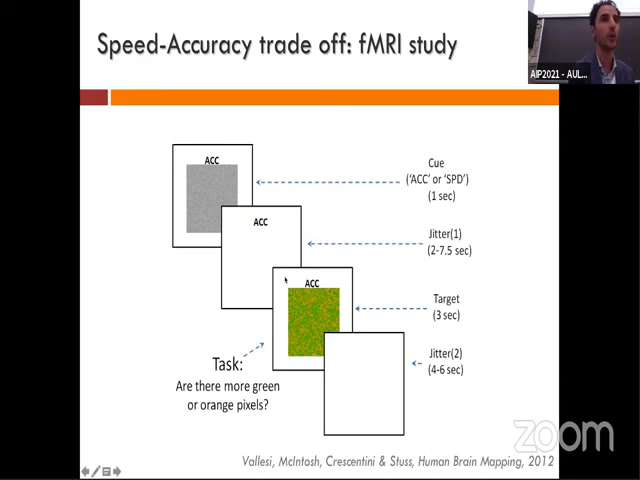 Speed-Accuracy trade off: fMRI study
AIP2021 - AUL...
ACC
Cue
('ACC' or 'SPD')
(1 sec)
ACC
Jitter(1)
(2-7.5 sec)
ACC
Target
(3 sec)
Jitter(2)
(4-6 sec)
Task:
Are there more green
or orange pixels?
zoom
Vallesi, McIntosh, Crescentini & Stuss, Human Brain Mapping, 2012